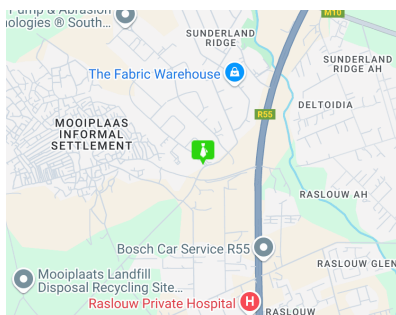 Pump & Abrasion
ologies ® South...
M10
SUNDERLAND
RIDGE
The Fabric Warehouse
SUNDERLAND
RIDGE AH
DELTOIDIA
R55
MOOIPLAAS
INFORMAL
SETTLEMENT
RASLOUW AH
Bosch Car Service R55
RASLOUW GLEN
Mooiplaats Landfill
Disposal Recycling Site...
Raslouw Private Hospital
H
RASLOUW